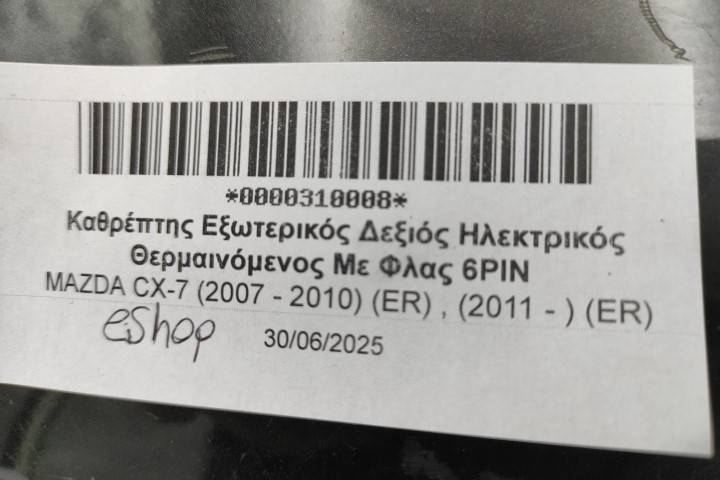 *0000310008*
Καθρέπτης Εξωτερικός Δεξιός Ηλεκτρικός
Θερμαινόμενος Με Φλας 6PIN
MAZDA CX-7 (2007 - 2010) (ER) , (2011 - ) (ER)
eshop 30/06/2025